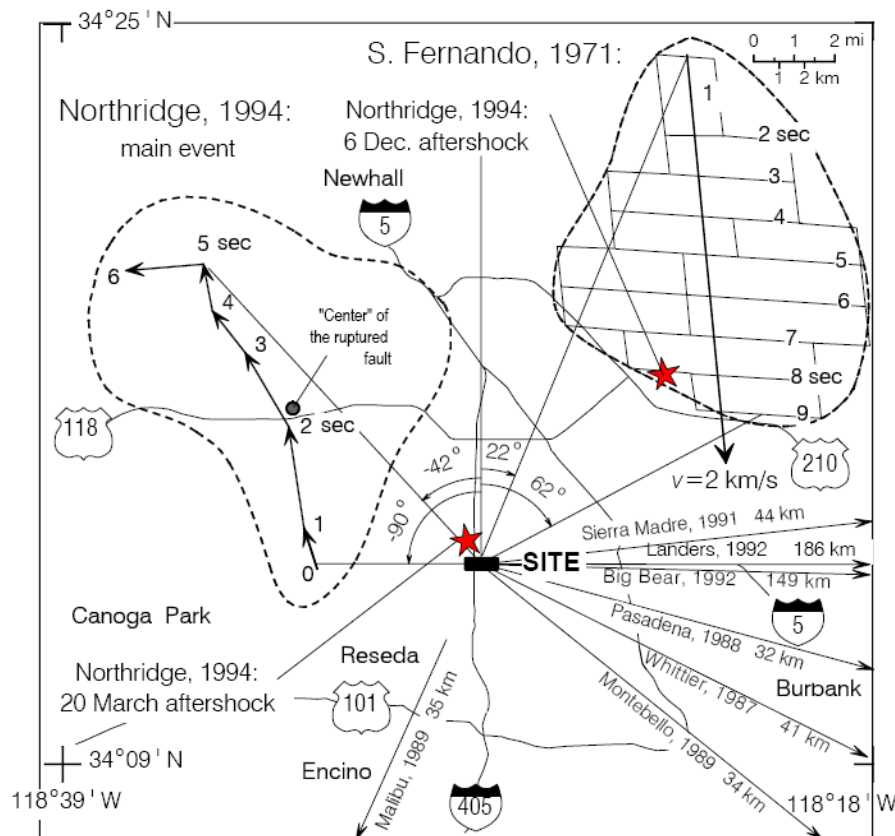 34°25'N
0 1 2 mi
1 2 km
S. Fernando, 1971:
Northridge, 1994:
main event
Northridge, 1994:
6 Dec. aftershock
Newhall
5
1
2 sec
3
4
5
6
7
8 sec
9
v=2 km/s
210
5 sec
6
4
3
"Center" of
the ruptured
fault
2 sec
1
0
118
-42° 22°
-90° 62°
SITE
Sierra Madre, 1991 44 km
Landers, 1992 186 km
Big Bear, 1992 149 km
Pasadena, 1988 32 km
Whittier, 1987 41 km
Montebello, 1989 34 km
Malibu, 1989 35 km
5
Burbank
Canoga Park
Reseda
Northridge, 1994:
20 March aftershock
101
Encino
405
34°09'N
118°39'W
118°18'W